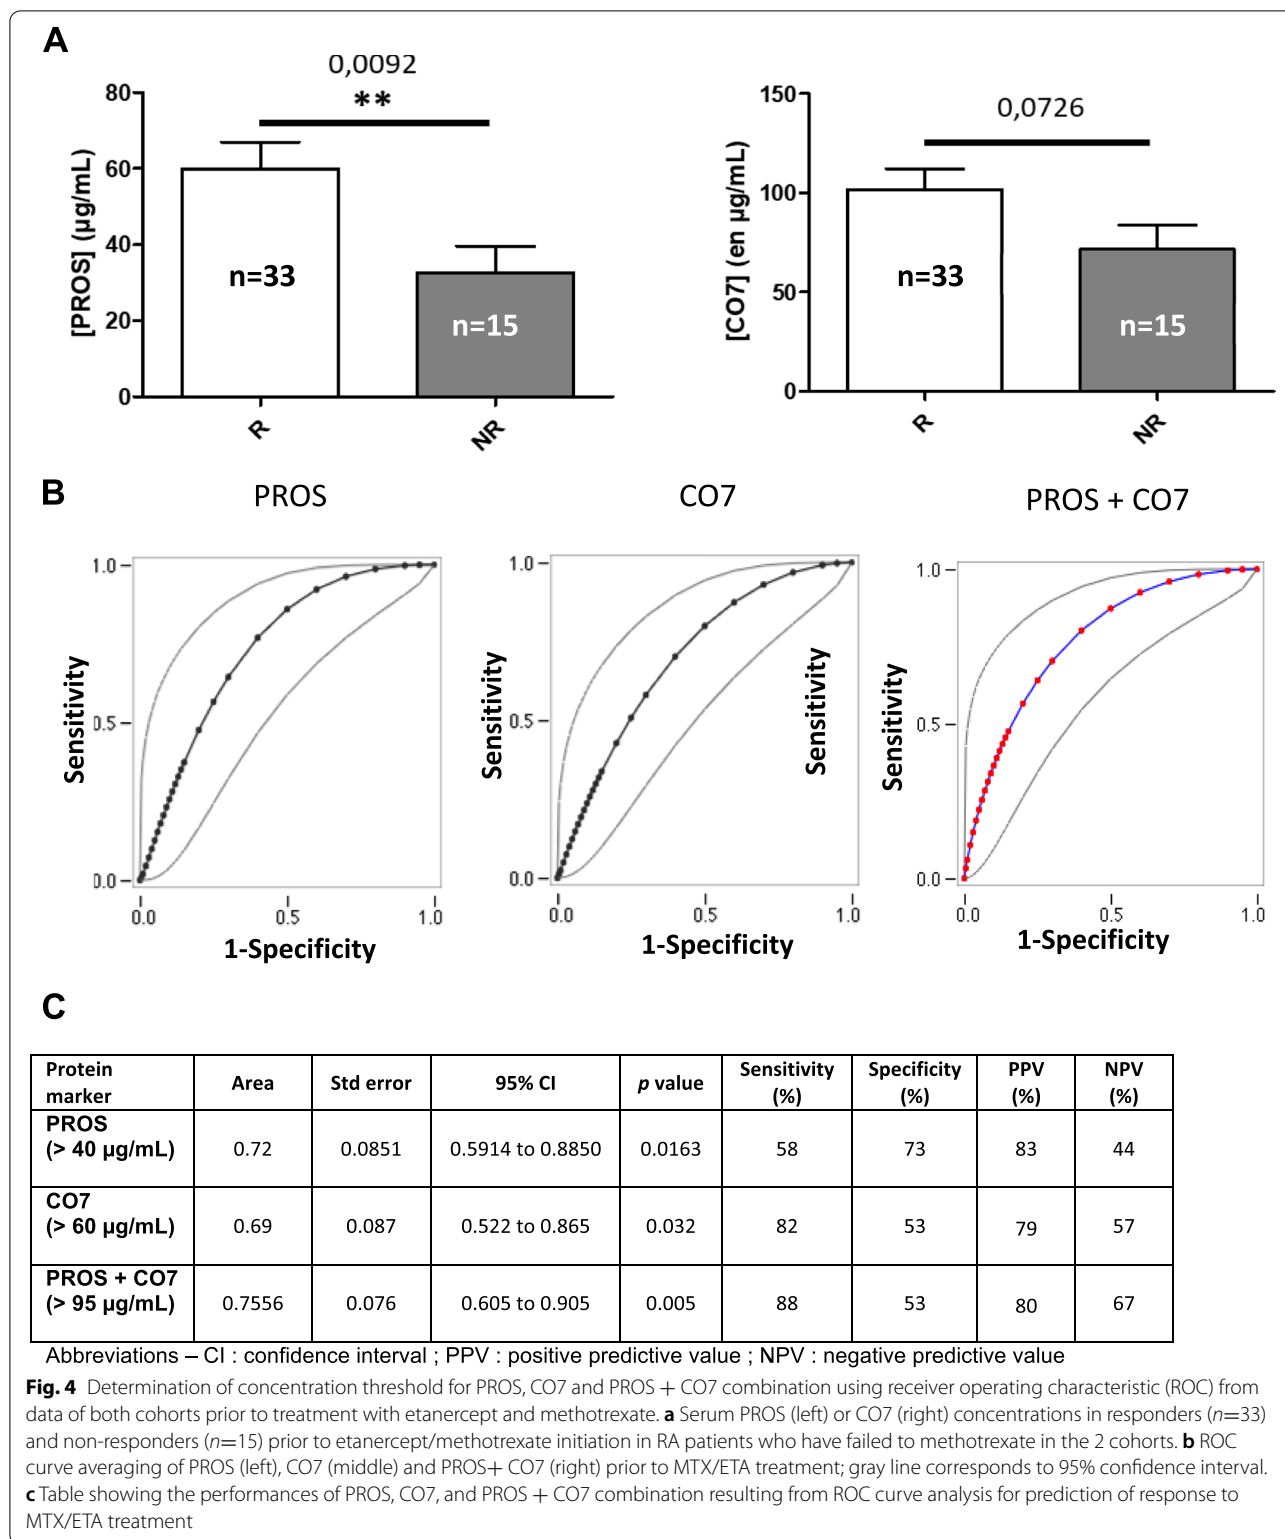 A
0,0092
**
80
60
40
20
0
[PROS] (µg/mL)
n=33
n=15
R
NR
0,0726
150
100
50
0
[CO7] (en µg/mL)
n=33
n=15
R
NR
B
PROS
CO7
PROS + CO7
1.0
0.5
0.0
Sensitivity
0.0
0.5
1.0
1-Specificity
1.0
0.5
0.0
Sensitivity
0.0
0.5
1.0
1-Specificity
Sensitivity
1.0
0.5
0.0
Sensitivity
0.0
0.5
1.0
1-Specificity
C
Protein marker Area Std error 95% CI p value Sensitivity (%) Specificity (%) PPV (%) NPV (%)
PROS (> 40 µg/mL) 0.72 0.0851 0.5914 to 0.8850 0.0163 58 73 83 44
CO7 (> 60 µg/mL) 0.69 0.087 0.522 to 0.865 0.032 82 53 79 57
PROS + CO7 (> 95 µg/mL) 0.7556 0.076 0.605 to 0.905 0.005 88 53 80 67
Abbreviations – CI : confidence interval ; PPV : positive predictive value ; NPV : negative predictive value
Fig. 4 Determination of concentration threshold for PROS, CO7 and PROS + CO7 combination using receiver operating characteristic (ROC) from
data of both cohorts prior to treatment with etanercept and methotrexate. a Serum PROS (left) or CO7 (right) concentrations in responders (n=33)
and non-responders (n=15) prior to etanercept/methotrexate initiation in RA patients who have failed to methotrexate in the 2 cohorts. b ROC
curve averaging of PROS (left), CO7 (middle) and PROS+ CO7 (right) prior to MTX/ETA treatment; gray line corresponds to 95% confidence interval.
c Table showing the performances of PROS, CO7, and PROS + CO7 combination resulting from ROC curve analysis for prediction of response to
MTX/ETA treatment